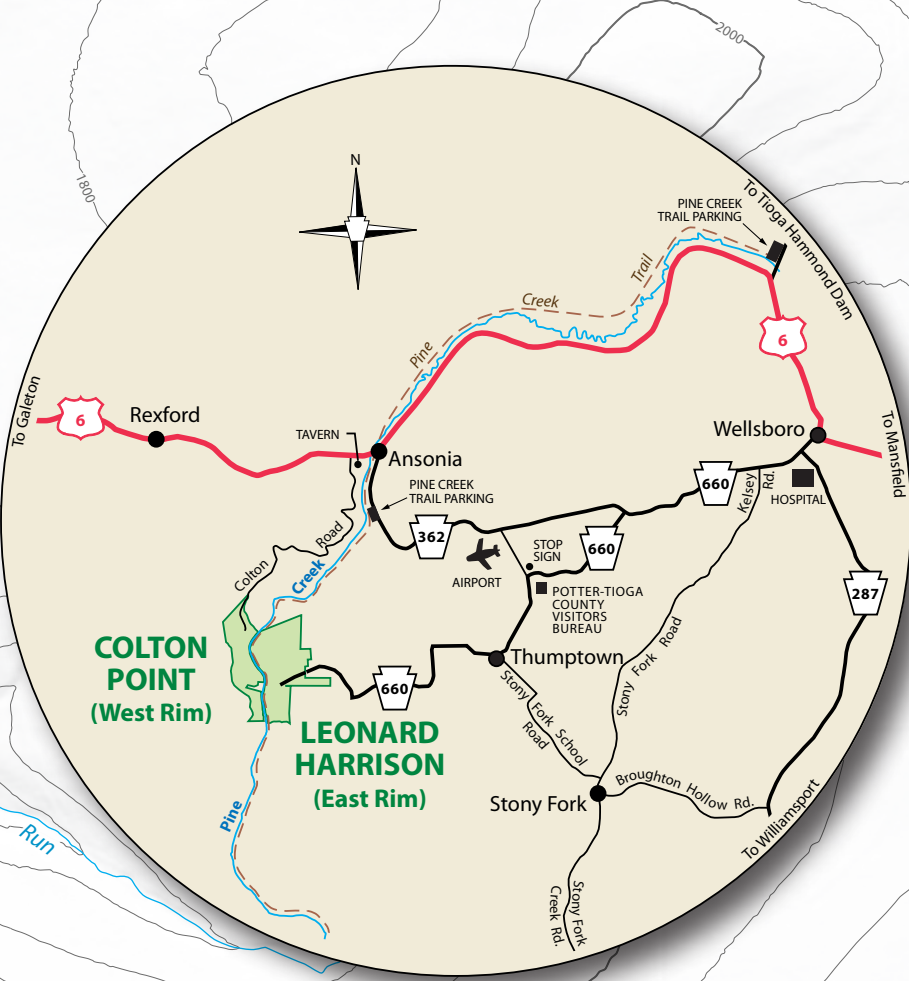 2000
1800
N
PINE CREEK
TRAIL PARKING
To Tioga Hammond Dam
Pine Creek Trail
6
To Galeton
6
Rexford
TAVERN
Ansonia
Wellsboro
To Mansfield
PINE CREEK
TRAIL PARKING
660
Kelsey
Rd.
HOSPITAL
362
AIRPORT
STOP
SIGN
660
POTTER-TIOGA
COUNTY
VISITORS
BUREAU
287
Colton Road
Creek
COLTON
POINT
(West Rim)
Thumptown
660
LEONARD
HARRISON
(East Rim)
Stony Fork School
Road
Stony Fork Road
Stony Fork
Broughton Hollow Rd.
To Williamsport
Pine
Run
Stony Fork
Creek Rd.